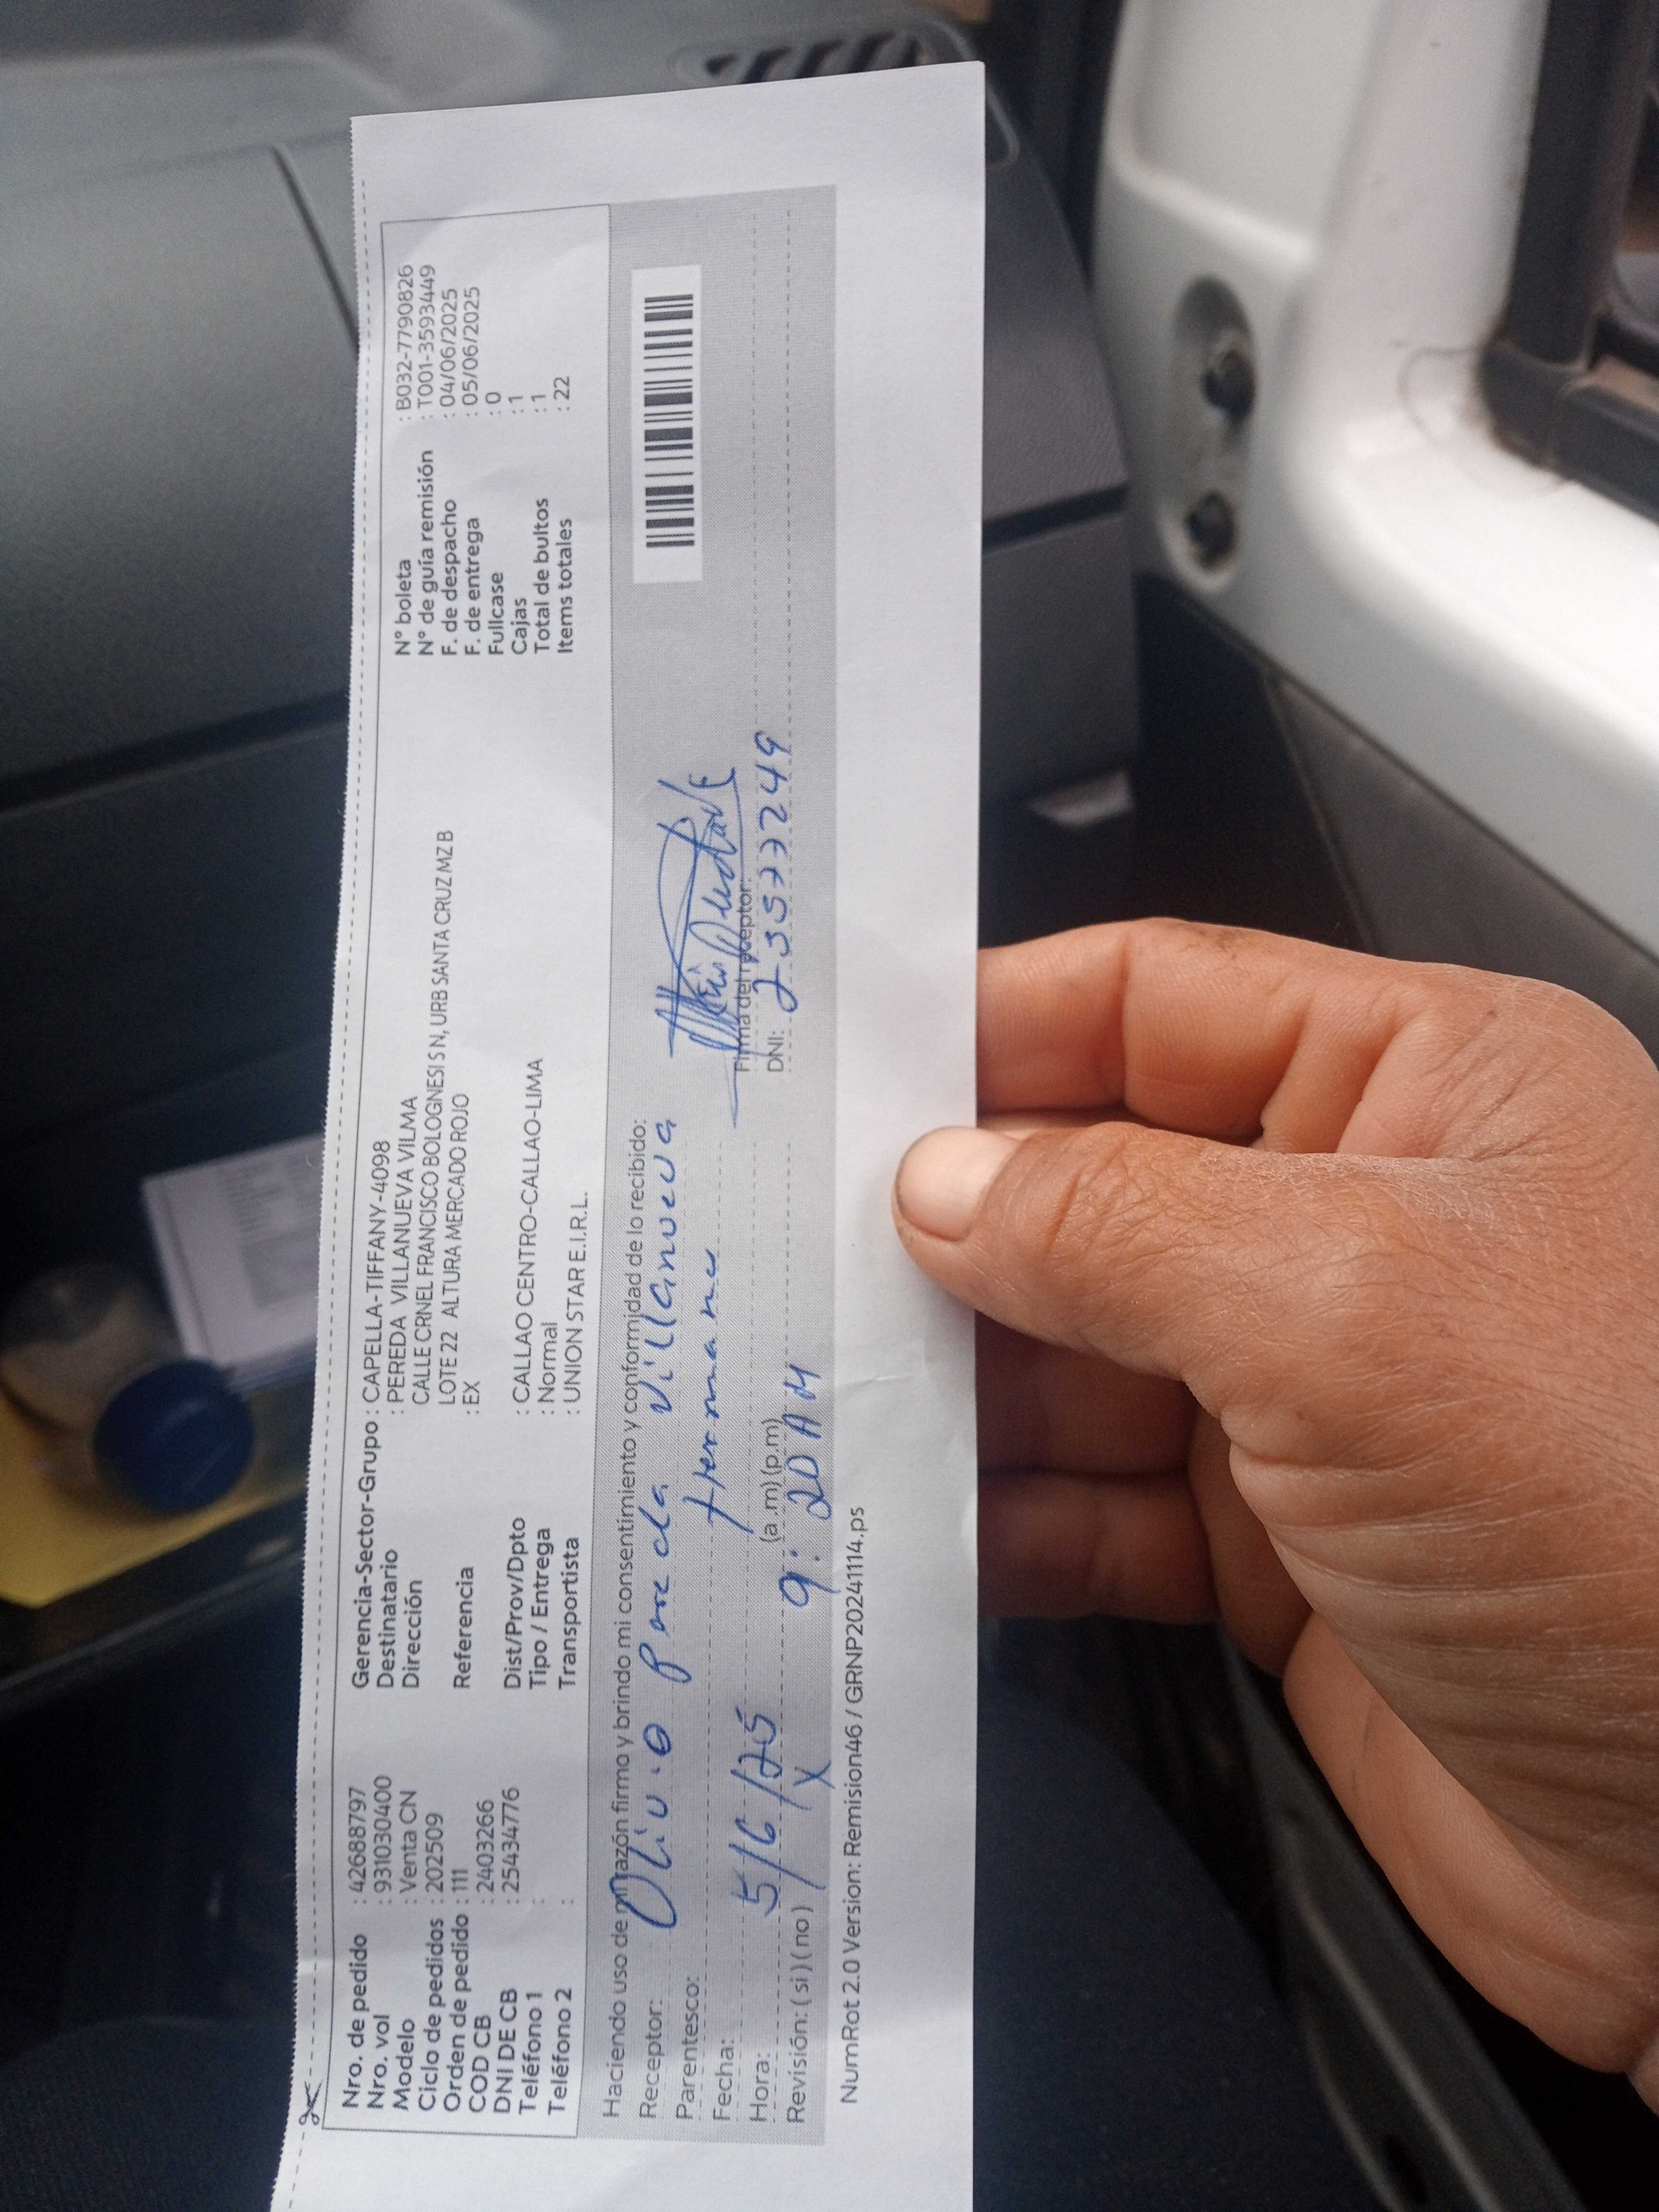 Nro. de pedido : 42688797
Nro. vol : 931030400
Modelo : Venta CN
Ciclo de pedidos : 202509
Orden de pedido : 111
COD CB : 2403266
DNI DE CB : 25434776
Teléfono 1 :
Teléfono 2 :
Gerencia-Sector-Grupo : CAPELLA-TIFFANY-4098
Destinatario : PEREDA VILLANUEVA VILMA
Dirección CALLE CRNEL FRANCISCO BOLOGNESI S N, URB SANTA CRUZ MZ B
LOTE 22 ALTURA MERCADO ROJO
Referencia : EX
Dist/Prov/Dpto : CALLAO CENTRO-CALLAO-LIMA
Tipo / Entrega : Normal
Transportista : UNION STAR E.I.R.L.
N° boleta : B032-7790826
N° de guía remisión : T001-3593449
F. de despacho : 04/06/2025
F. de entrega : 05/06/2025
Fullcase : 0
Cajas : 1
Total de bultos : 1
Items totales : 22
Haciendo uso de mi razón firmo y brindo mi consentimiento y conformidad de lo recibido:
Receptor: Pereda Villanueva
Parentesco: Hermano
Fecha: 5/6/25
Hora: (a.m) (p.m) 9:20 AM
Revisión: ( si ) ( no ) X
Firma del receptor:
DNI:
NumRot 2.0 Version: Remision46 / GRNP20241114.ps